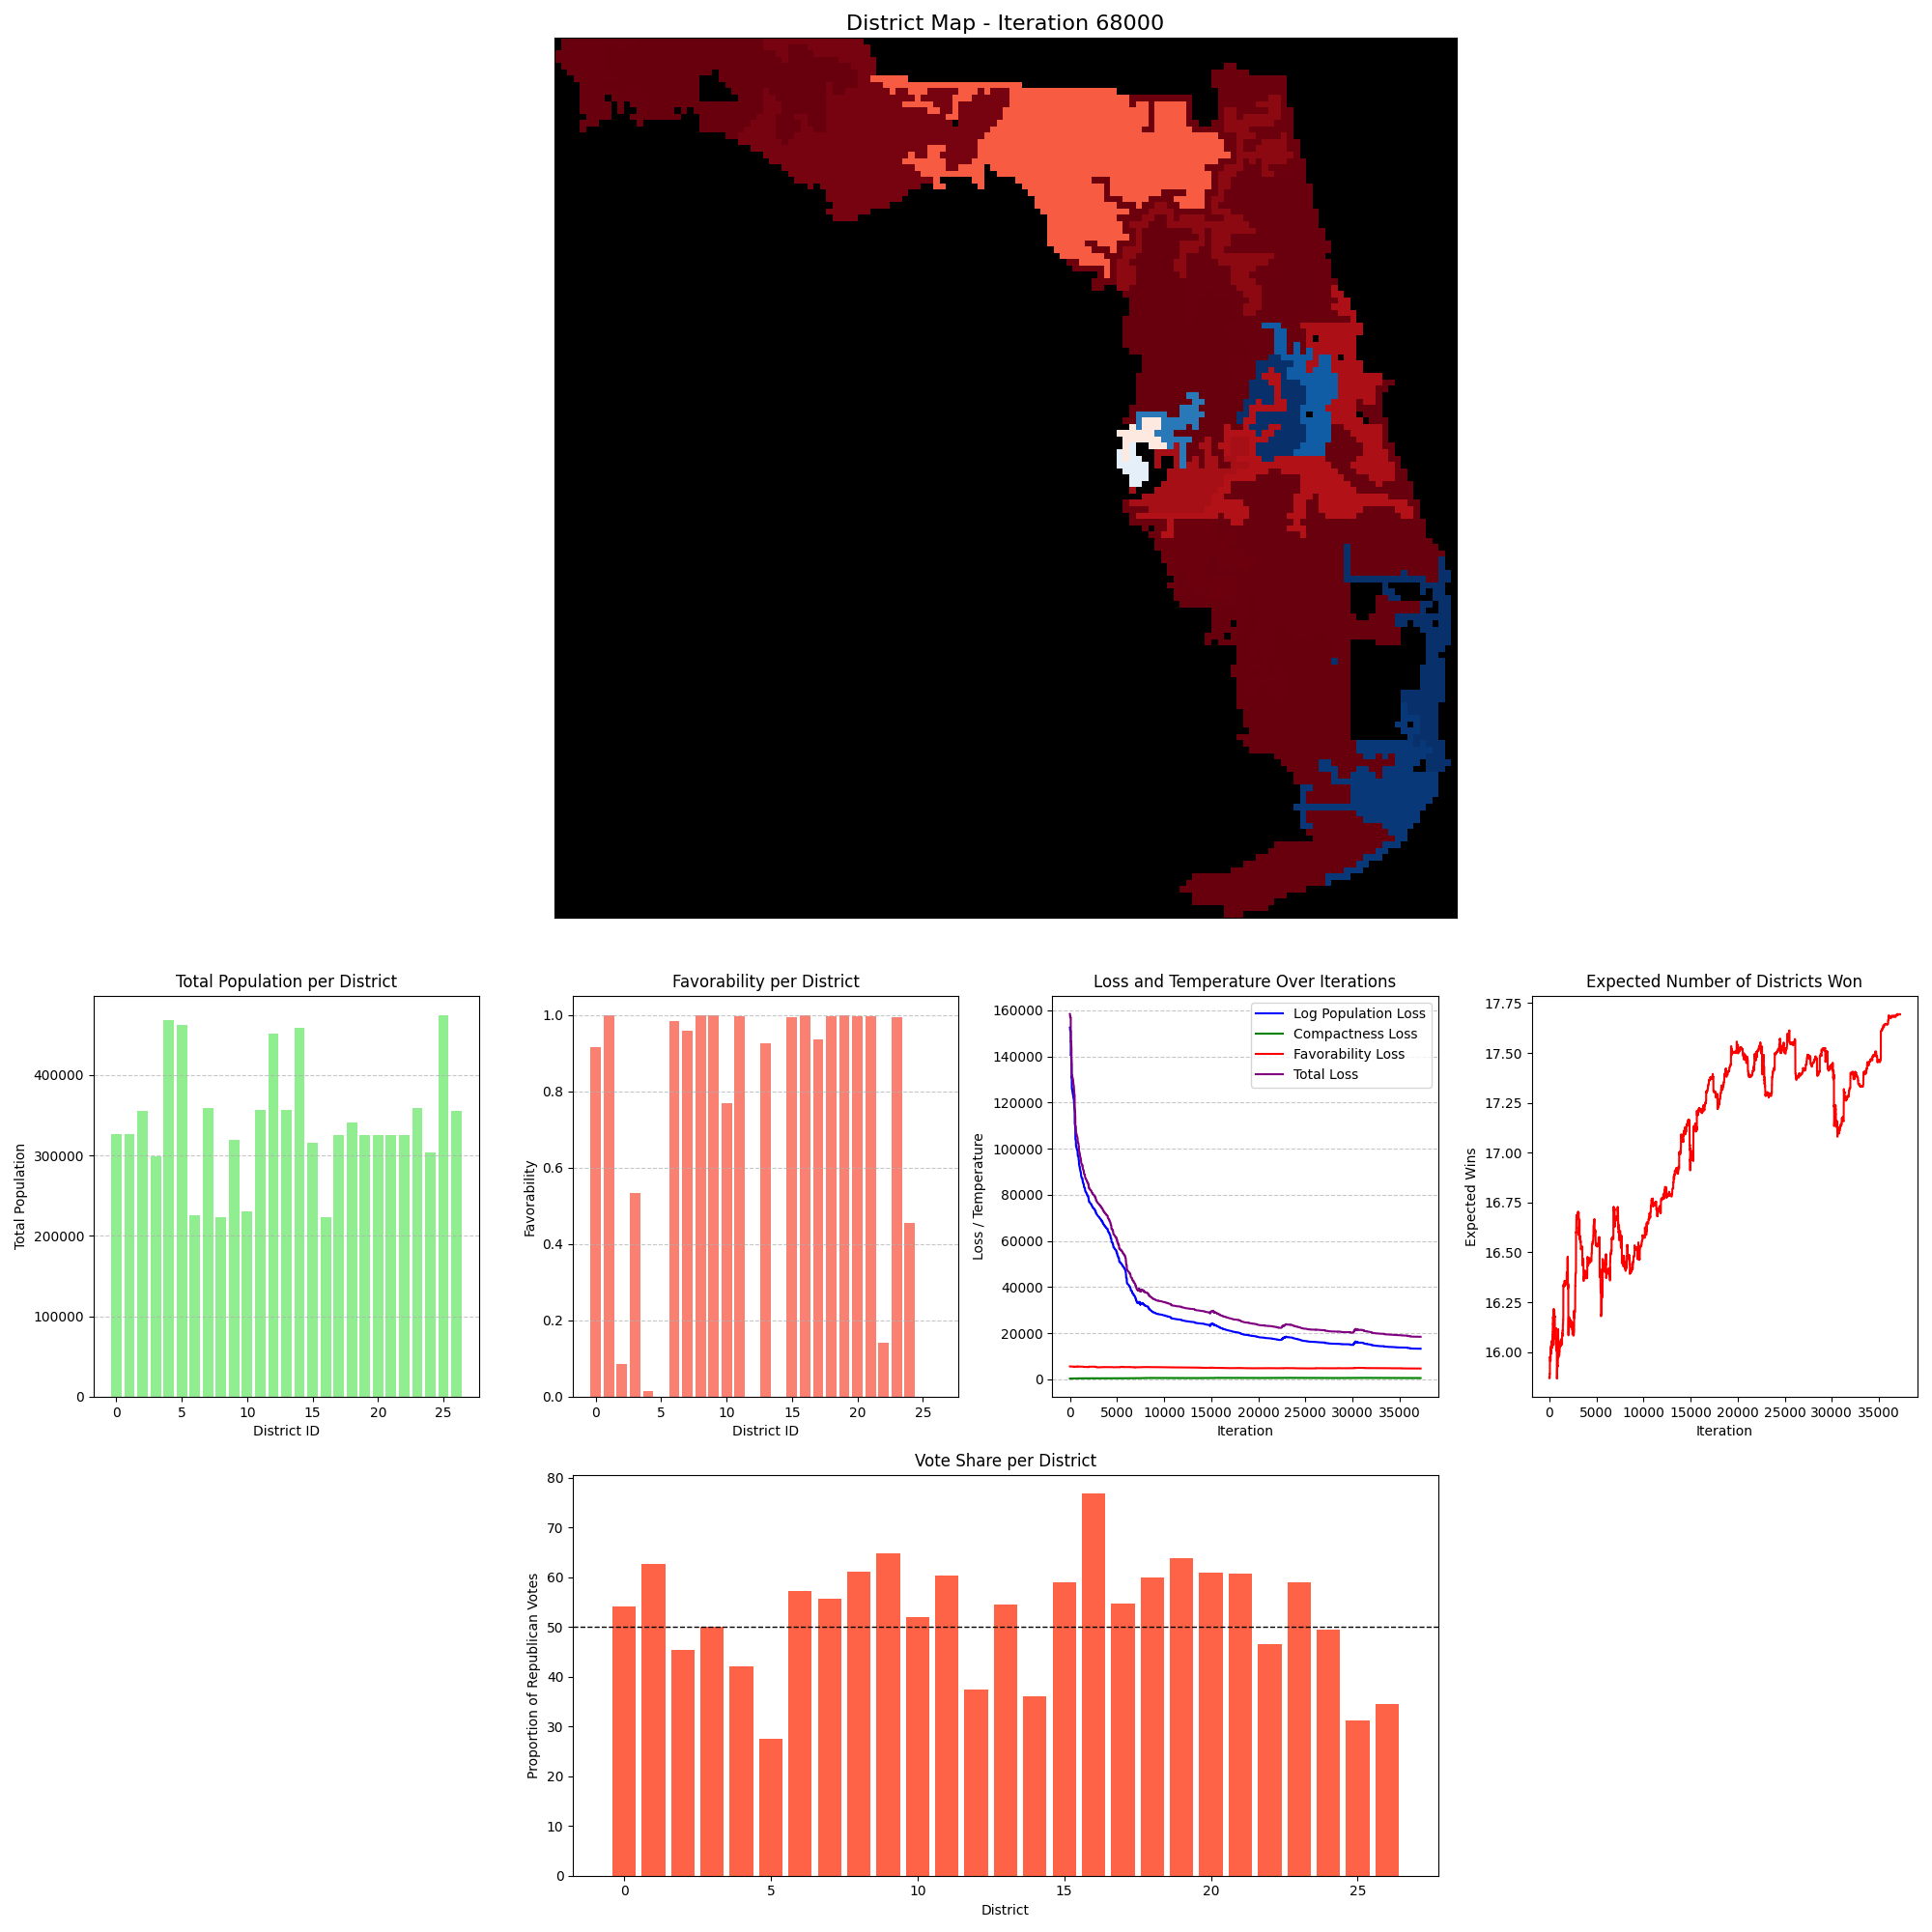 District Map - Iteration 68000
Total Population per District
Total Population
400000
300000
200000
100000
0
0 5 10 15 20 25
District ID
Favorability per District
Favorability
1.0
0.8
0.6
0.4
0.2
0.0
0 5 10 15 20 25
District ID
Loss and Temperature Over Iterations
Loss / Temperature
160000
140000
120000
100000
80000
60000
40000
20000
0
Log Population Loss
Compactness Loss
Favorability Loss
Total Loss
0 5000 10000 15000 20000 25000 30000 35000
Iteration
Expected Number of Districts Won
Expected Wins
17.75
17.50
17.25
17.00
16.75
16.50
16.25
16.00
0 5000 10000 15000 20000 25000 30000 35000
Iteration
Vote Share per District
Proportion of Republican Votes
80
70
60
50
40
30
20
10
0
0 5 10 15 20 25
District